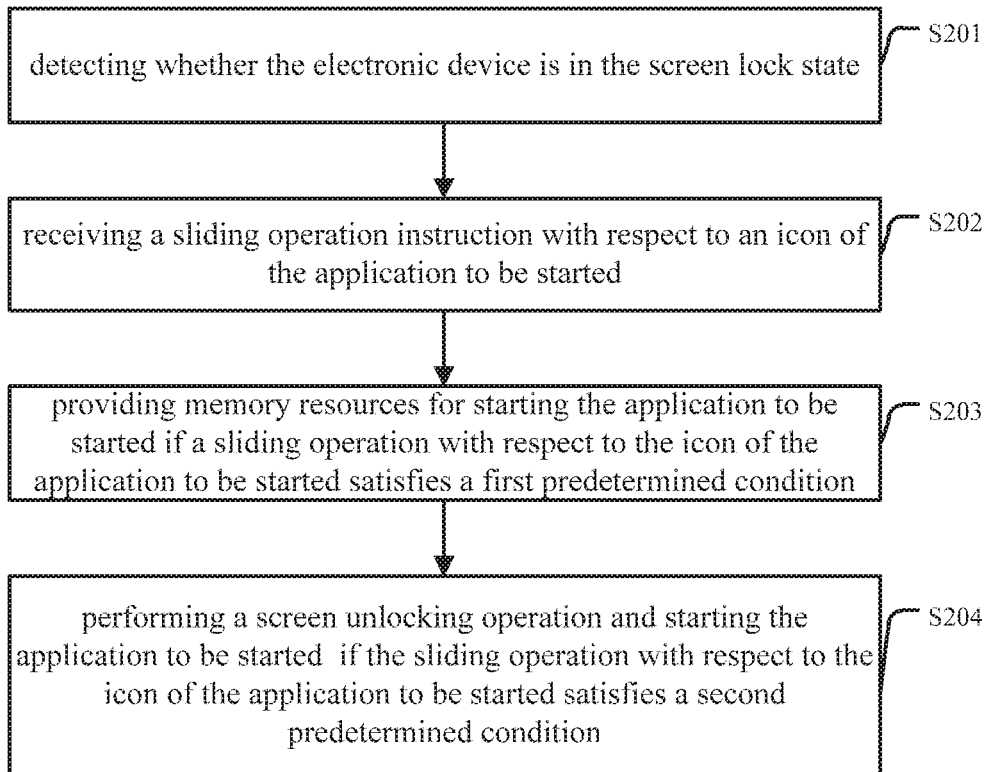 S201
detecting whether the electronic device is in the screen lock state
S202
receiving a sliding operation instruction with respect to an icon of
the application to be started
S203
providing memory resources for starting the application to be
started if a sliding operation with respect to the icon of the
application to be started satisfies a first predetermined condition
S204
performing a screen unlocking operation and starting the
application to be started if the sliding operation with respect to the
icon of the application to be started satisfies a second
predetermined condition